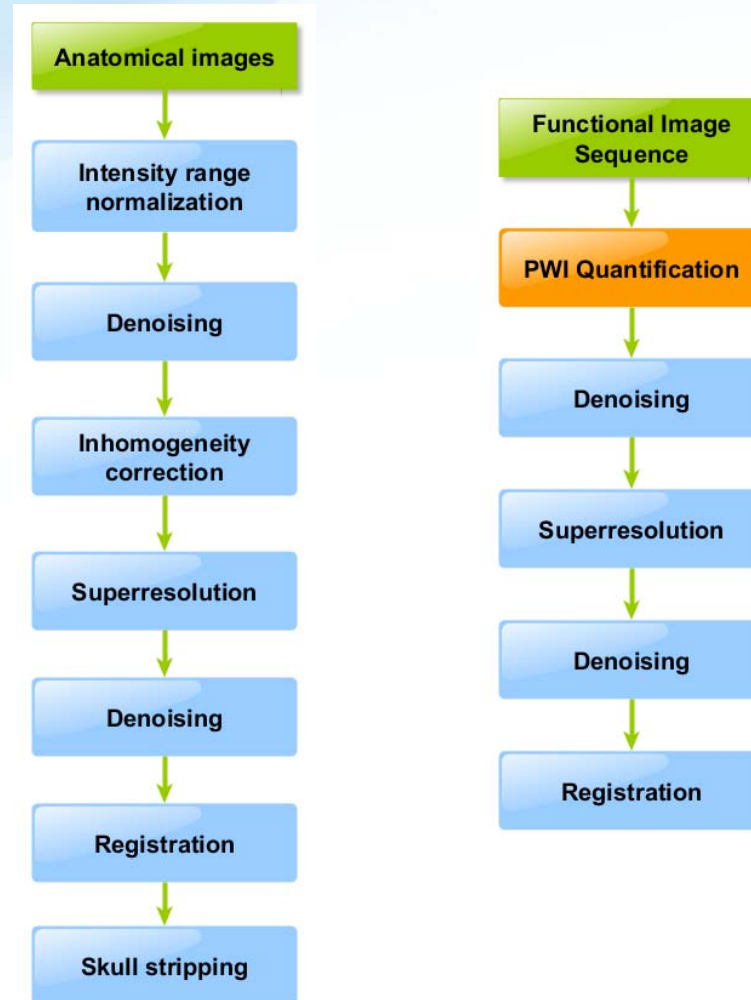 Anatomical images
Intensity range
normalization
Denoising
Inhomogeneity
correction
Superresolution
Denoising
Registration
Skull stripping
Functional Image
Sequence
PWI Quantification
Denoising
Superresolution
Denoising
Registration